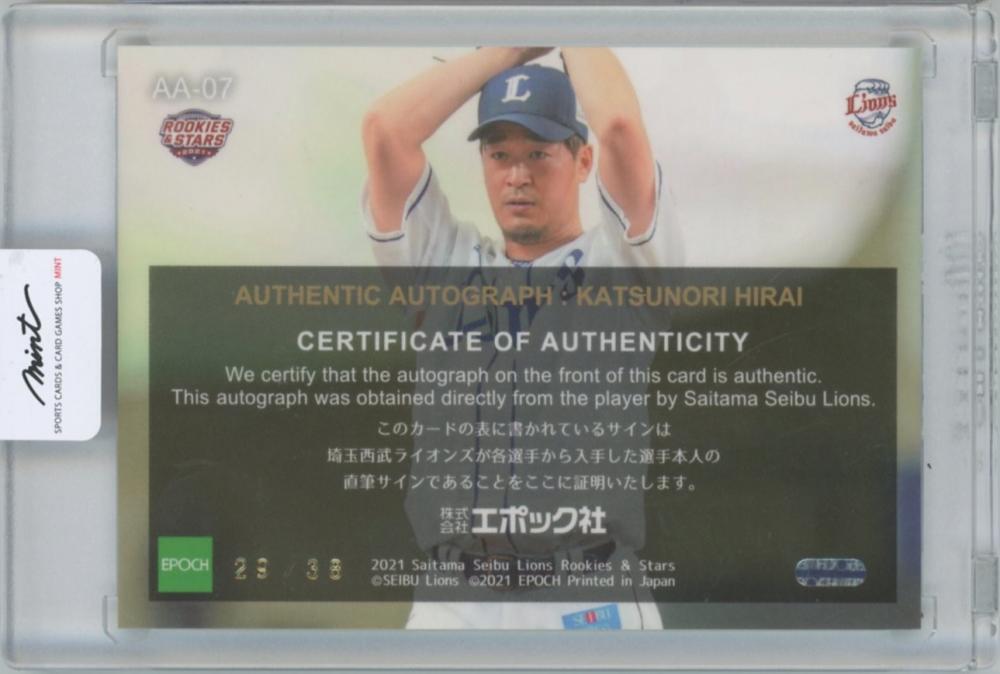 AA-07
ROOKIES
&STARS
2021
Lions
saitama seibu
L
mint
SPORTS CARDS & CARD GAMES SHOP MINT
AUTHENTIC AUTOGRAPH : KATSUNORI HIRAI
CERTIFICATE OF AUTHENTICITY
We certify that the autograph on the front of this card is authentic.
This autograph was obtained directly from the player by Saitama Seibu Lions.
このカードの表に書かれているサインは
埼玉西武ライオンズが各選手から入手した選手本人の
直筆サインであることをここに証明いたします。
株式会社エポック社
EPOCH
29 38
2021 Saitama Seibu Lions Rookies & Stars
©SEIBU Lions ©2021 EPOCH Printed in Japan
SEIBU